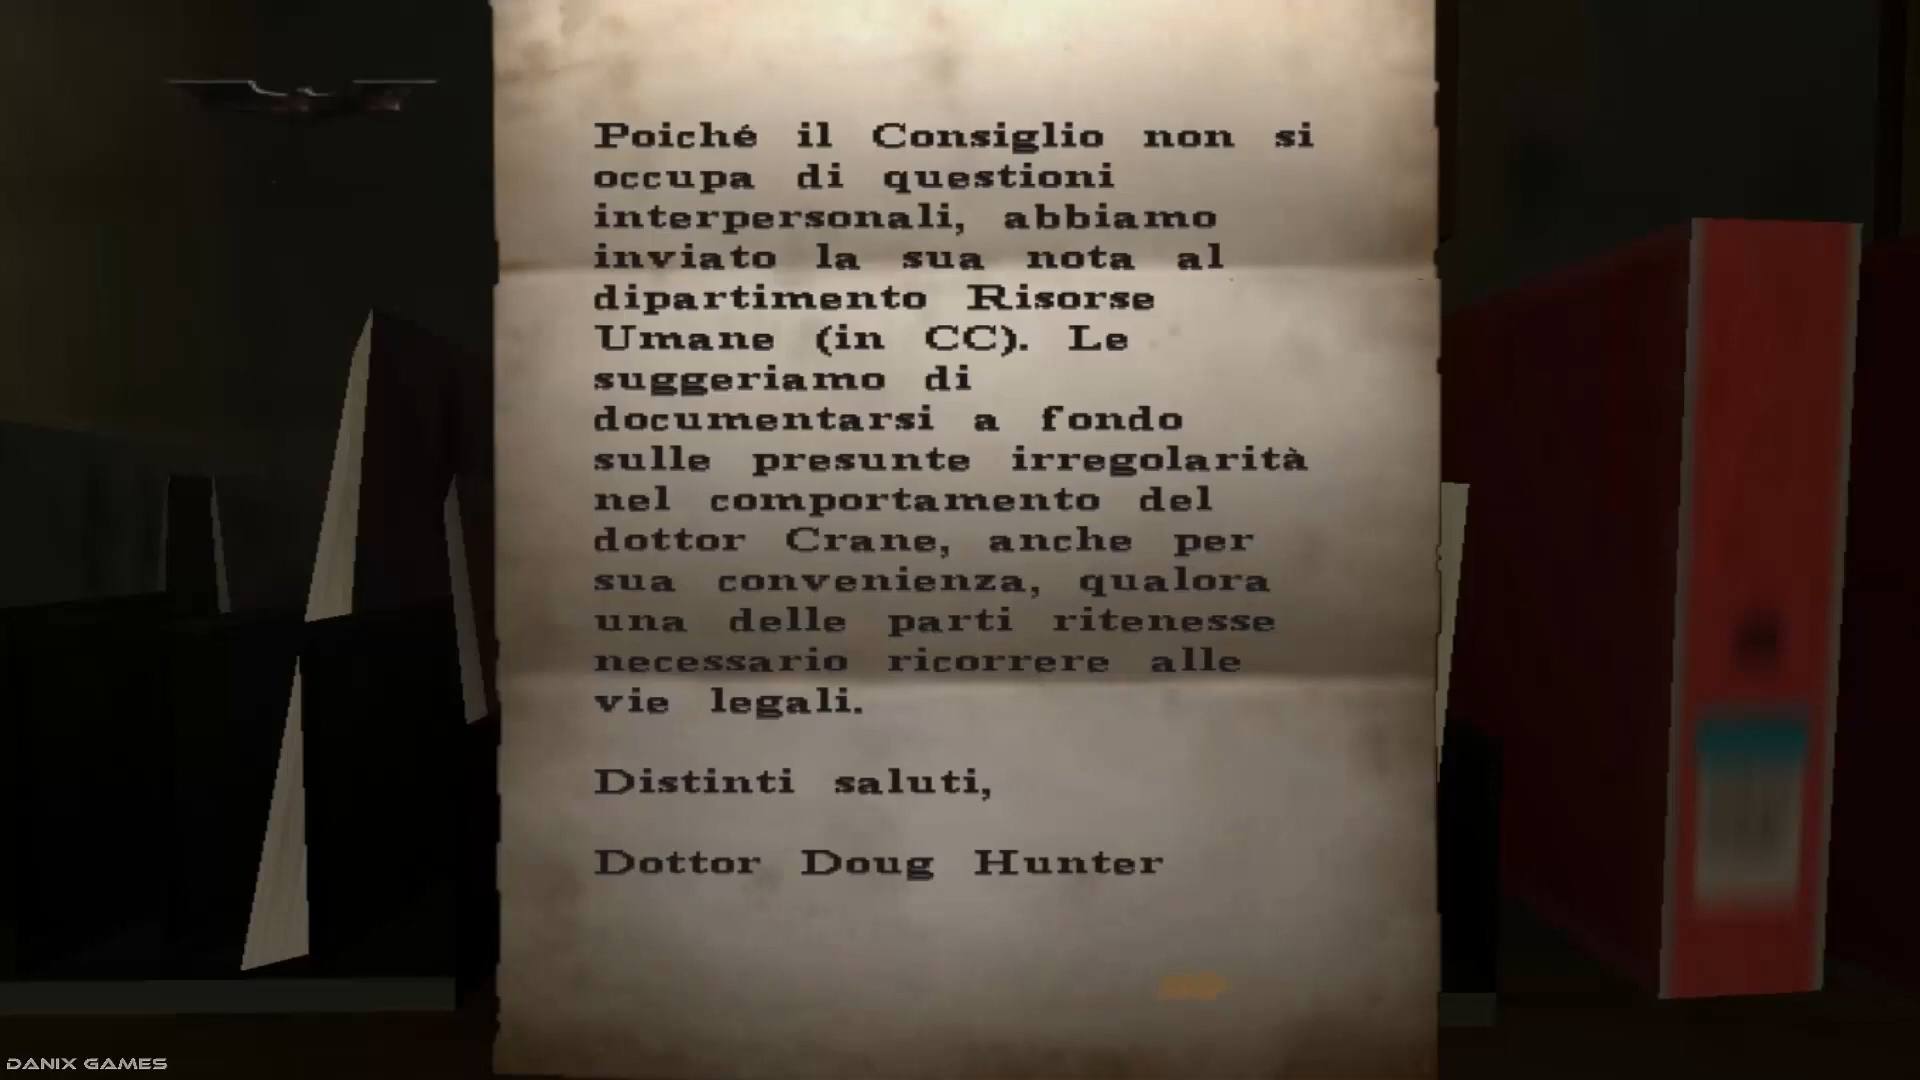 Poiché il Consiglio non si
occupa di questioni
interpersonali, abbiamo
inviato la sua nota al
dipartimento Risorse
Umane (in CC). Le
suggeriamo di
documentarsi a fondo
sulle presunte irregolarità
nel comportamento del
dottor Crane, anche per
sua convenienza, qualora
una delle parti ritenesse
necessario ricorrere alle
vie legali.
Distinti saluti,
Dottor Doug Hunter
DANIX GAMES